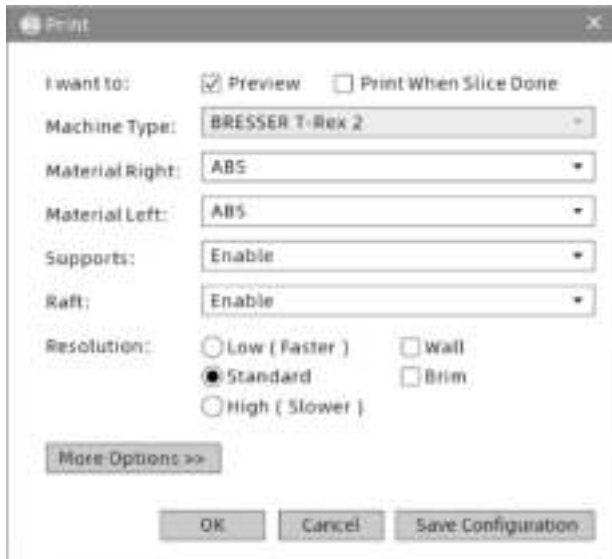 Print
I want to: Preview Print When Slice Done
Machine Type: BRESSER T-Rex 2
Material Right: ABS
Material Left: ABS
Supports: Enable
Raft: Enable
Resolution: Low ( Faster ) Wall
Standard Brim
High ( Slower )
More Options >>
OK Cancel Save Configuration